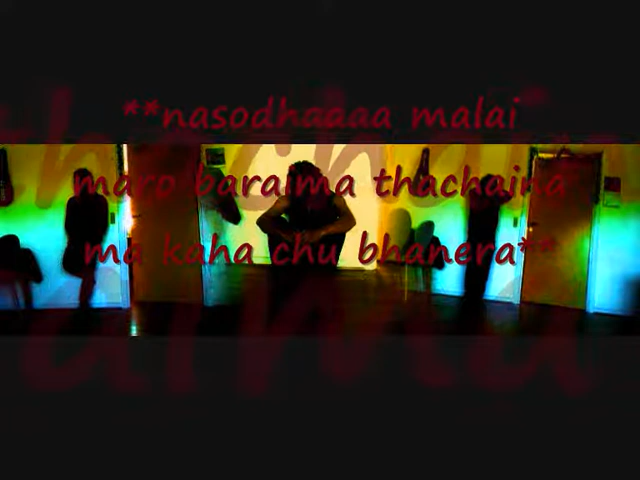 **nasodhaaaa malai
maro baraima thachaina
ma kaha chu bhanera**